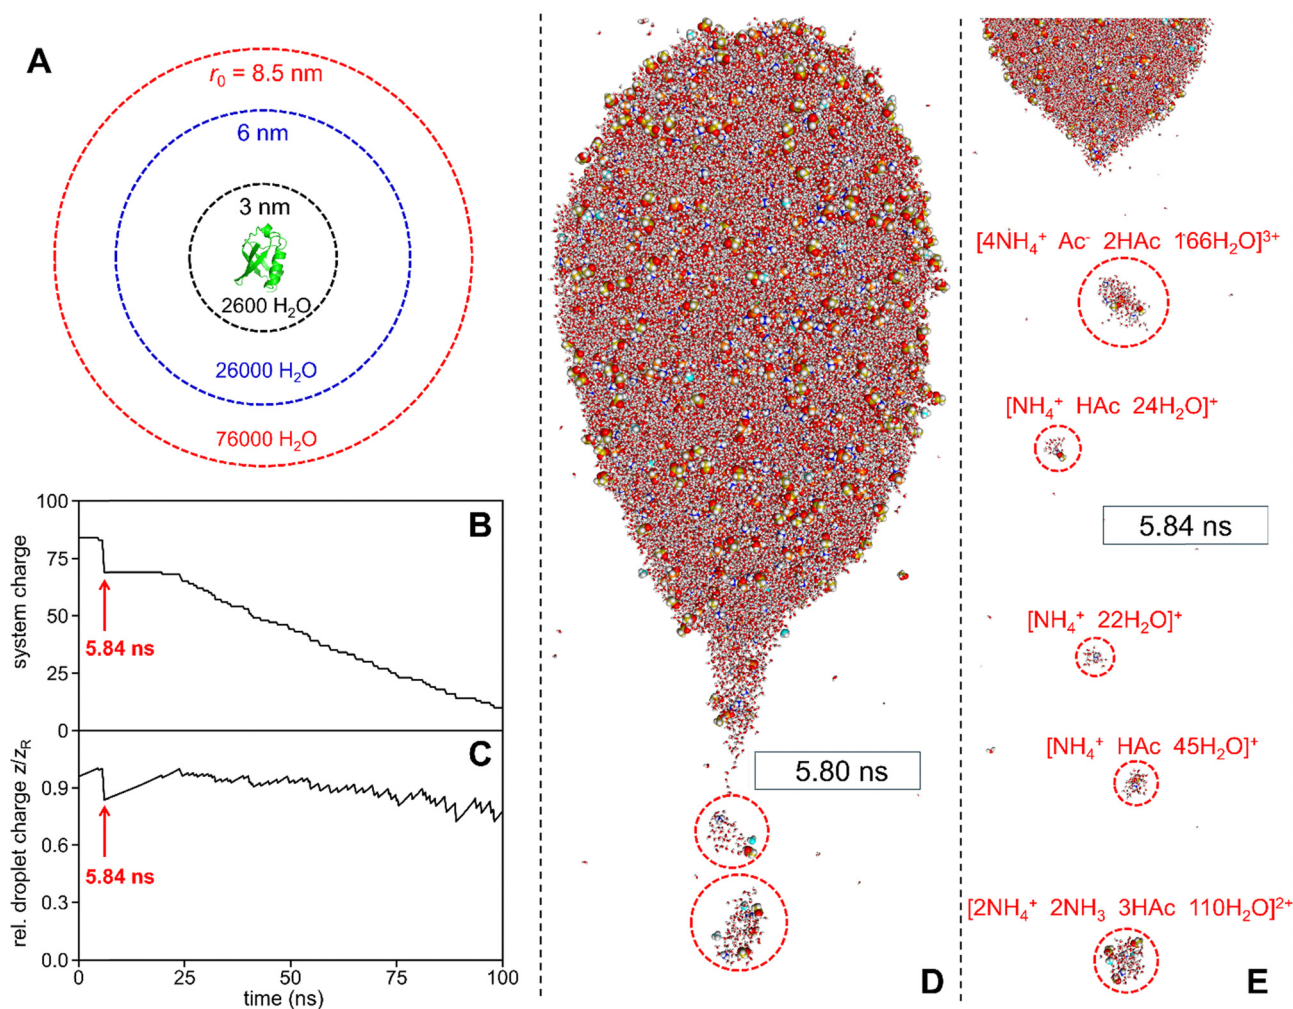 A
r₀ = 8.5 nm
6 nm
3 nm
2600 H₂O
26000 H₂O
76000 H₂O
B
100
75
50
25
0
system charge
5.84 ns
C
0.9
0.6
0.3
0.0
rel. droplet charge z/z_R
5.84 ns
0 25 50 75 100
time (ns)
5.80 ns
D
[4NH₄⁺ Ac⁻ 2HAc 166H₂O]³⁺
[NH₄⁺ HAc 24H₂O]⁺
5.84 ns
[NH₄⁺ 22H₂O]⁺
[NH₄⁺ HAc 45H₂O]⁺
[2NH₄⁺ 2NH₃ 3HAc 110H₂O]²⁺
E